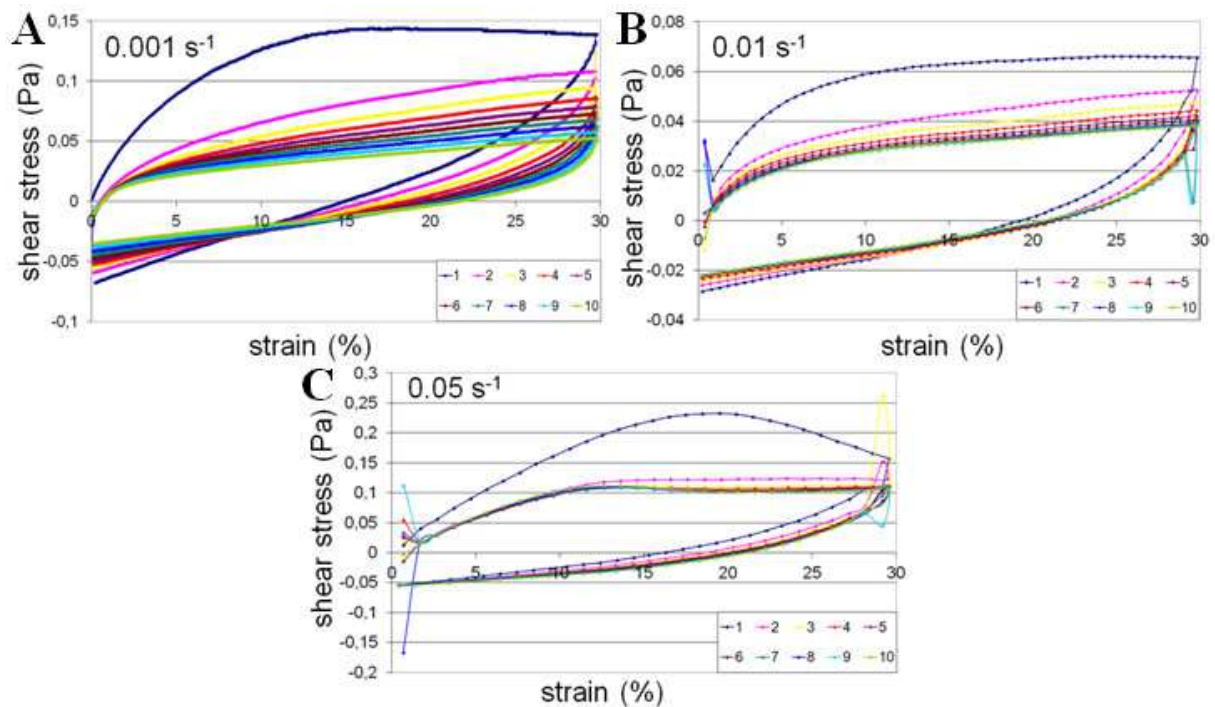 A
0.001 s-1
0,15
0,1
0,05
0
-0,05
-0,1
0 5 10 15 20 25 30
shear stress (Pa)
strain (%)
1 2 3 4 5
6 7 8 9 10
B
0.01 s-1
0,08
0,06
0,04
0,02
0
-0,02
-0,04
0 5 10 15 20 25 30
shear stress (Pa)
strain (%)
1 2 3 4 5
6 7 8 9 10
C
0.05 s-1
0,3
0,25
0,2
0,15
0,1
0,05
0
-0,05
-0,1
-0,15
-0,2
0 5 10 15 20 25 30
shear stress (Pa)
strain (%)
1 2 3 4 5
6 7 8 9 10